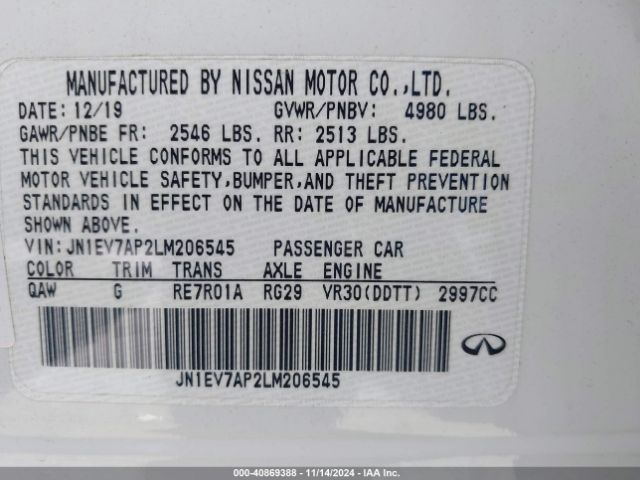 MANUFACTURED BY NISSAN MOTOR CO.,LTD.
DATE: 12/19 GVWR/PNBV: 4980 LBS.
GAWR/PNBE FR: 2546 LBS. RR: 2513 LBS.
THIS VEHICLE CONFORMS TO ALL APPLICABLE FEDERAL
MOTOR VEHICLE SAFETY,BUMPER,AND THEFT PREVENTION
STANDARDS IN EFFECT ON THE DATE OF MANUFACTURE
SHOWN ABOVE.
VIN: JN1EV7AP2LM206545 PASSENGER CAR
COLOR TRIM TRANS AXLE ENGINE
QAW G RE7R01A RG29 VR30(DDTT) 2997CC
JN1EV7AP2LM206545
000-40869388 - 11/14/2024 - IAA Inc.